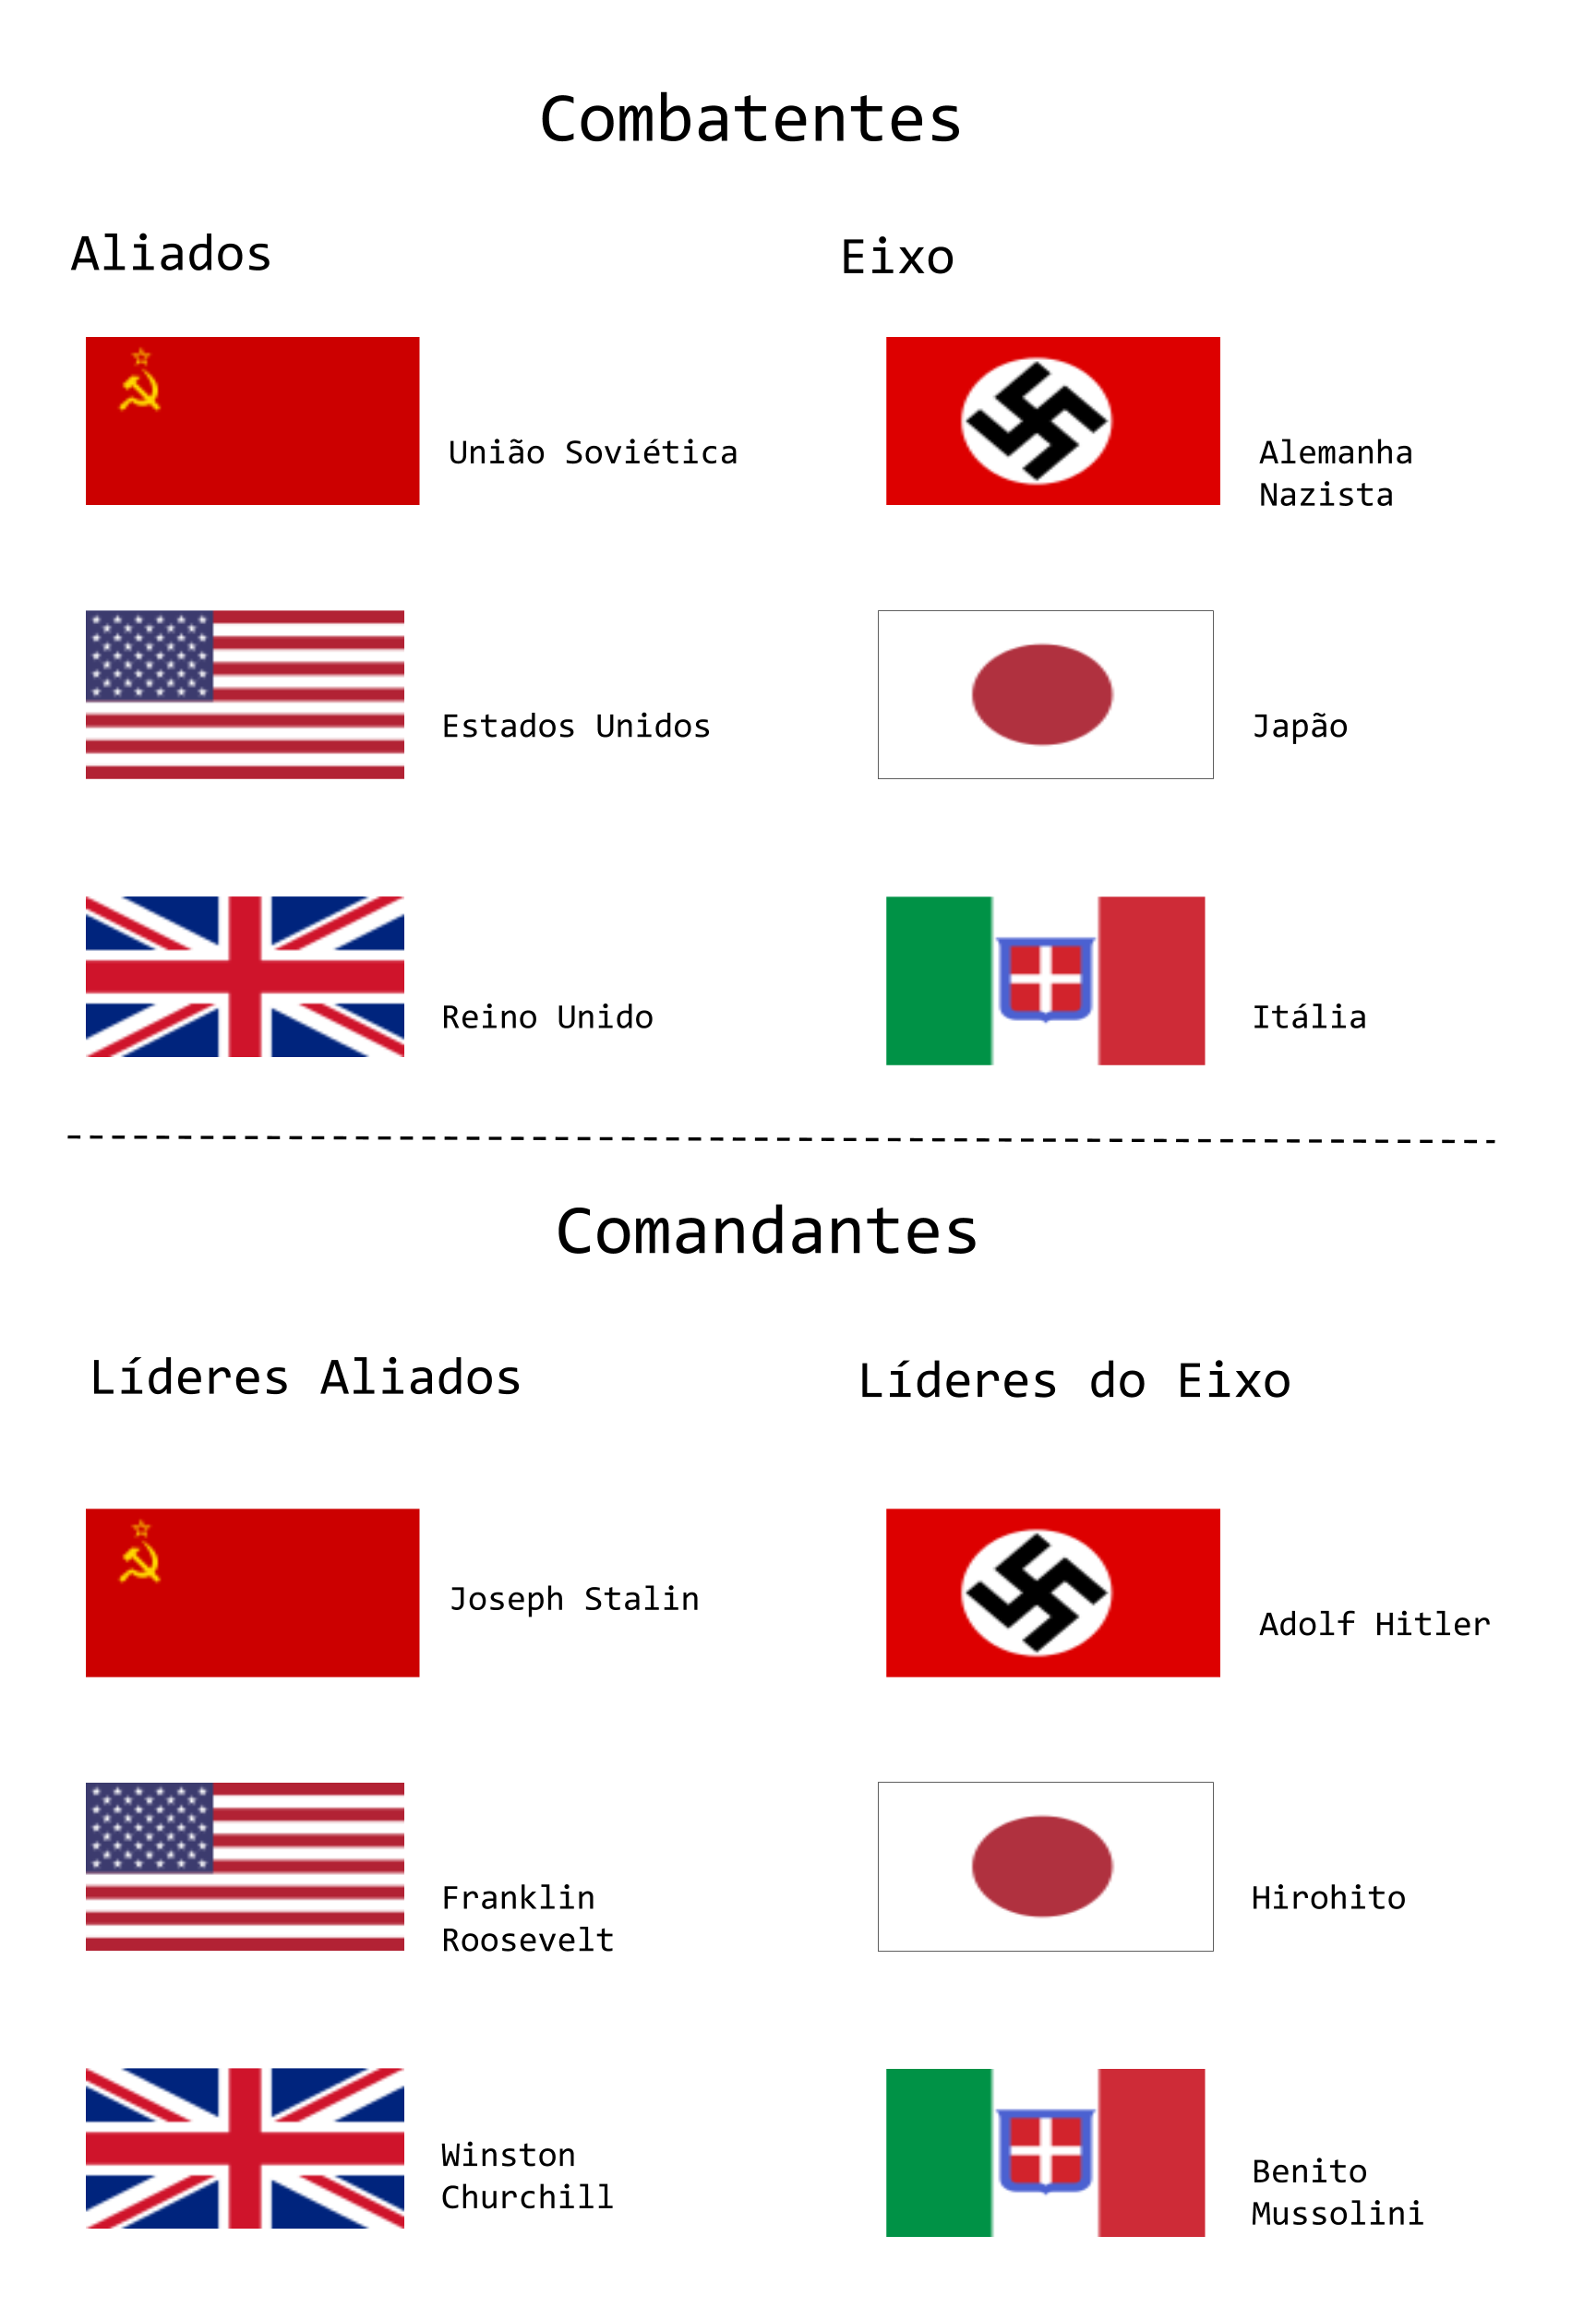 Combatentes
Aliados
Eixo
União Soviética
Alemanha
Nazista
Estados Unidos
Japão
Reino Unido
Itália
Comandantes
Líderes Aliados
Líderes do Eixo
Joseph Stalin
Adolf Hitler
Franklin
Roosevelt
Hirohito
Winston
Churchill
Benito
Mussolini